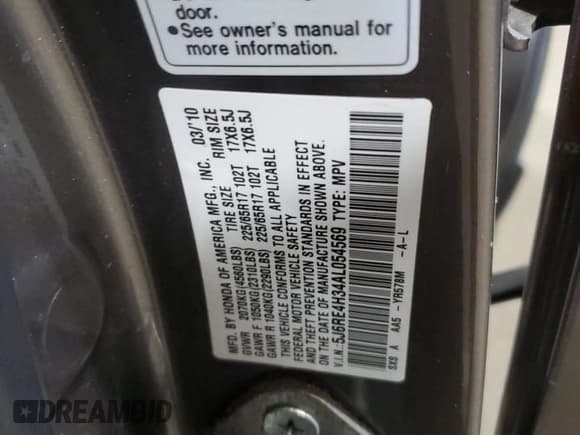 door.
●See owner's manual for
more information.
MFD. BY HONDA OF AMERICA MFG., INC. 03/'10
TIRE SIZE RIM SIZE
GVWR 2070KG(4560LBS)
GAWR F 1050KG(2310LBS) 225/65R17 102T 17X6.5J
GAWR R 1040KG(2290LBS) 225/65R17 102T 17X6.5J
THIS VEHICLE CONFORMS TO ALL APPLICABLE
FEDERAL MOTOR VEHICLE SAFETY
AND THEFT PREVENTION STANDARDS IN EFFECT
ON THE DATE OF MANUFACTURE SHOWN ABOVE.
V.I.N.:5J6RE4H34AL054569 TYPE: MPV
SXS A AA5 -YR578M -A-L
DREAMBID